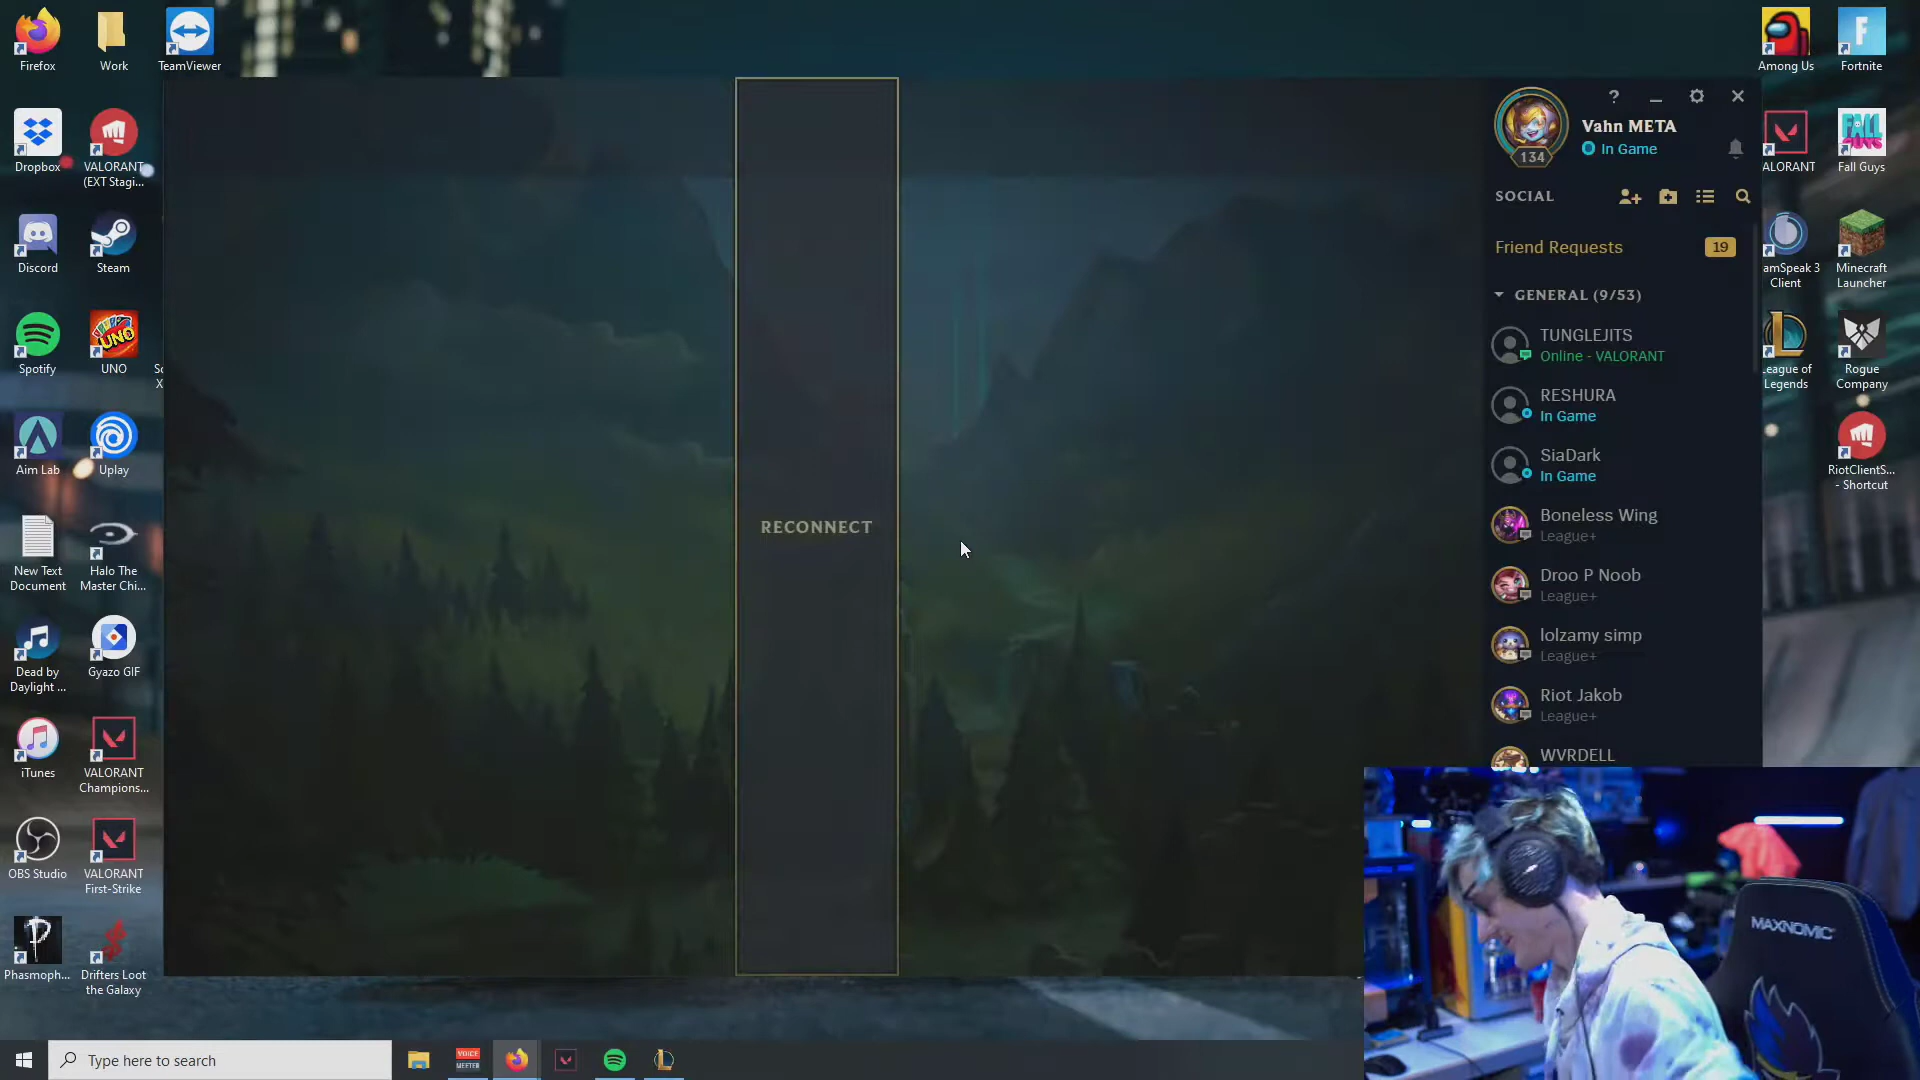 Firefox
Work
TeamViewer
Among Us
Fortnite
Dropbox
VALORANT
(EXT Stagi...
ALORANT
Fall Guys
Discord
Steam
amSpeak 3
Client
Minecraft
Launcher
Spotify
UNO
UNO
Sc
X
eague of
Legends
Rogue
Company
Aim Lab
Uplay
RiotClientS...
- Shortcut
New Text
Document
Halo The
Master Chi...
Dead by
Daylight ...
Gyazo GIF
iTunes
VALORANT
Champions...
OBS Studio
VALORANT
First-Strike
Phasmoph...
Drifters Loot
the Galaxy
RECONNECT
?
134
Vahn META
In Game
SOCIAL
Friend Requests 19
GENERAL (9/53)
TUNGLEJITS
Online - VALORANT
RESHURA
In Game
SiaDark
In Game
Boneless Wing
League+
Droo P Noob
League+
lolzamy simp
League+
Riot Jakob
League+
WVRDELL
MAXNOMIC
Type here to search
VOICE
MEETER